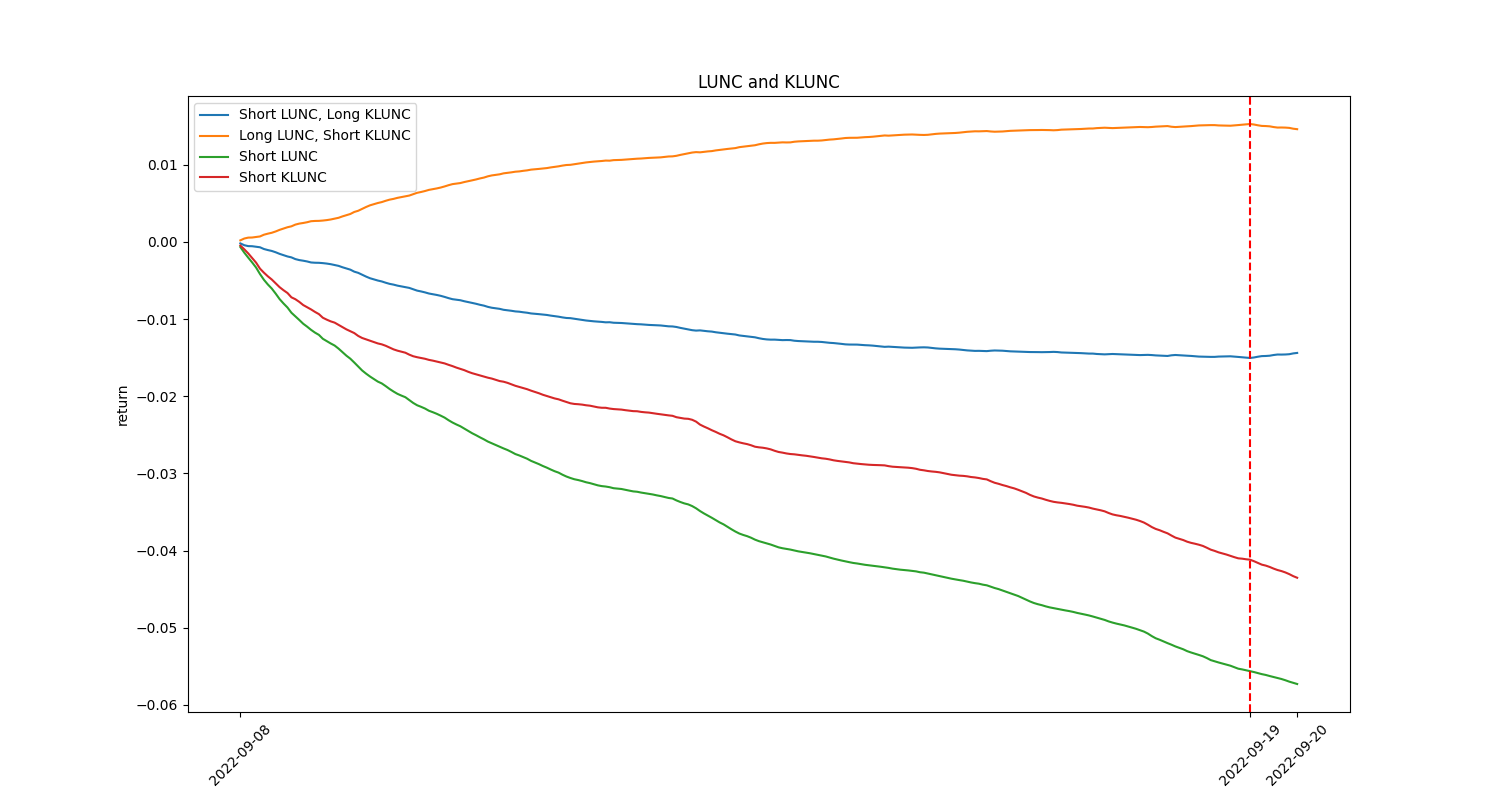 LUNC and KLUNC
Short LUNC, Long KLUNC
Long LUNC, Short KLUNC
Short LUNC
Short KLUNC
0.01
0.00
−0.01
−0.02
−0.03
−0.04
−0.05
−0.06
return
2022-09-08
2022-09-19
2022-09-20